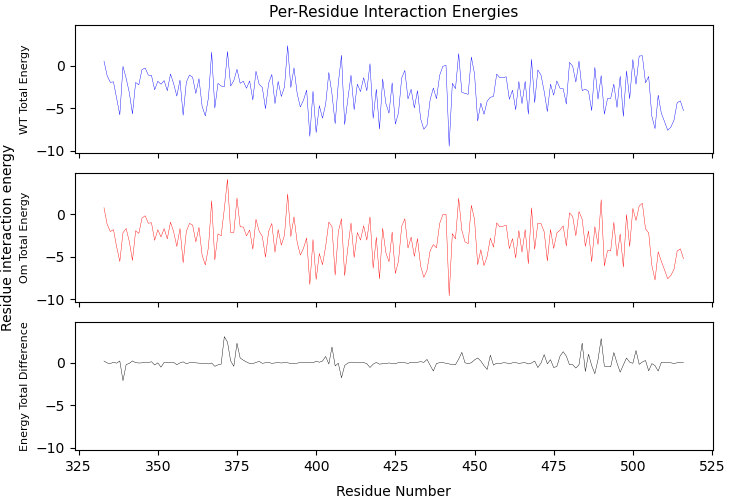 Per-Residue Interaction Energies
Residue interaction energy
WT Total Energy
0
−5
−10
Om Total Energy
0
−5
−10
Energy Total Difference
0
−5
−10
325 350 375 400 425 450 475 500 525
Residue Number